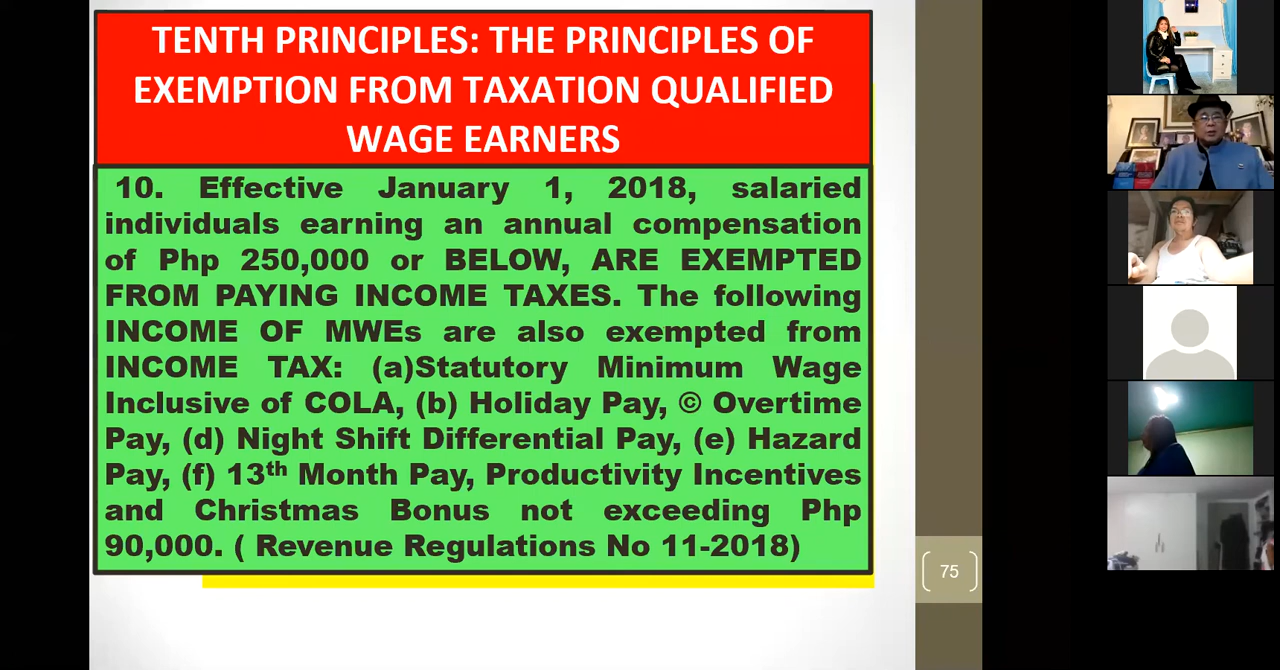 TENTH PRINCIPLES: THE PRINCIPLES OF
EXEMPTION FROM TAXATION QUALIFIED
WAGE EARNERS
10. Effective January 1, 2018, salaried
individuals earning an annual compensation
of Php 250,000 or BELOW, ARE EXEMPTED
FROM PAYING INCOME TAXES. The following
INCOME OF MWEs are also exempted from
INCOME TAX: (a)Statutory Minimum Wage
Inclusive of COLA, (b) Holiday Pay, © Overtime
Pay, (d) Night Shift Differential Pay, (e) Hazard
Pay, (f) 13th Month Pay, Productivity Incentives
and Christmas Bonus not exceeding Php
90,000. ( Revenue Regulations No 11-2018)
75